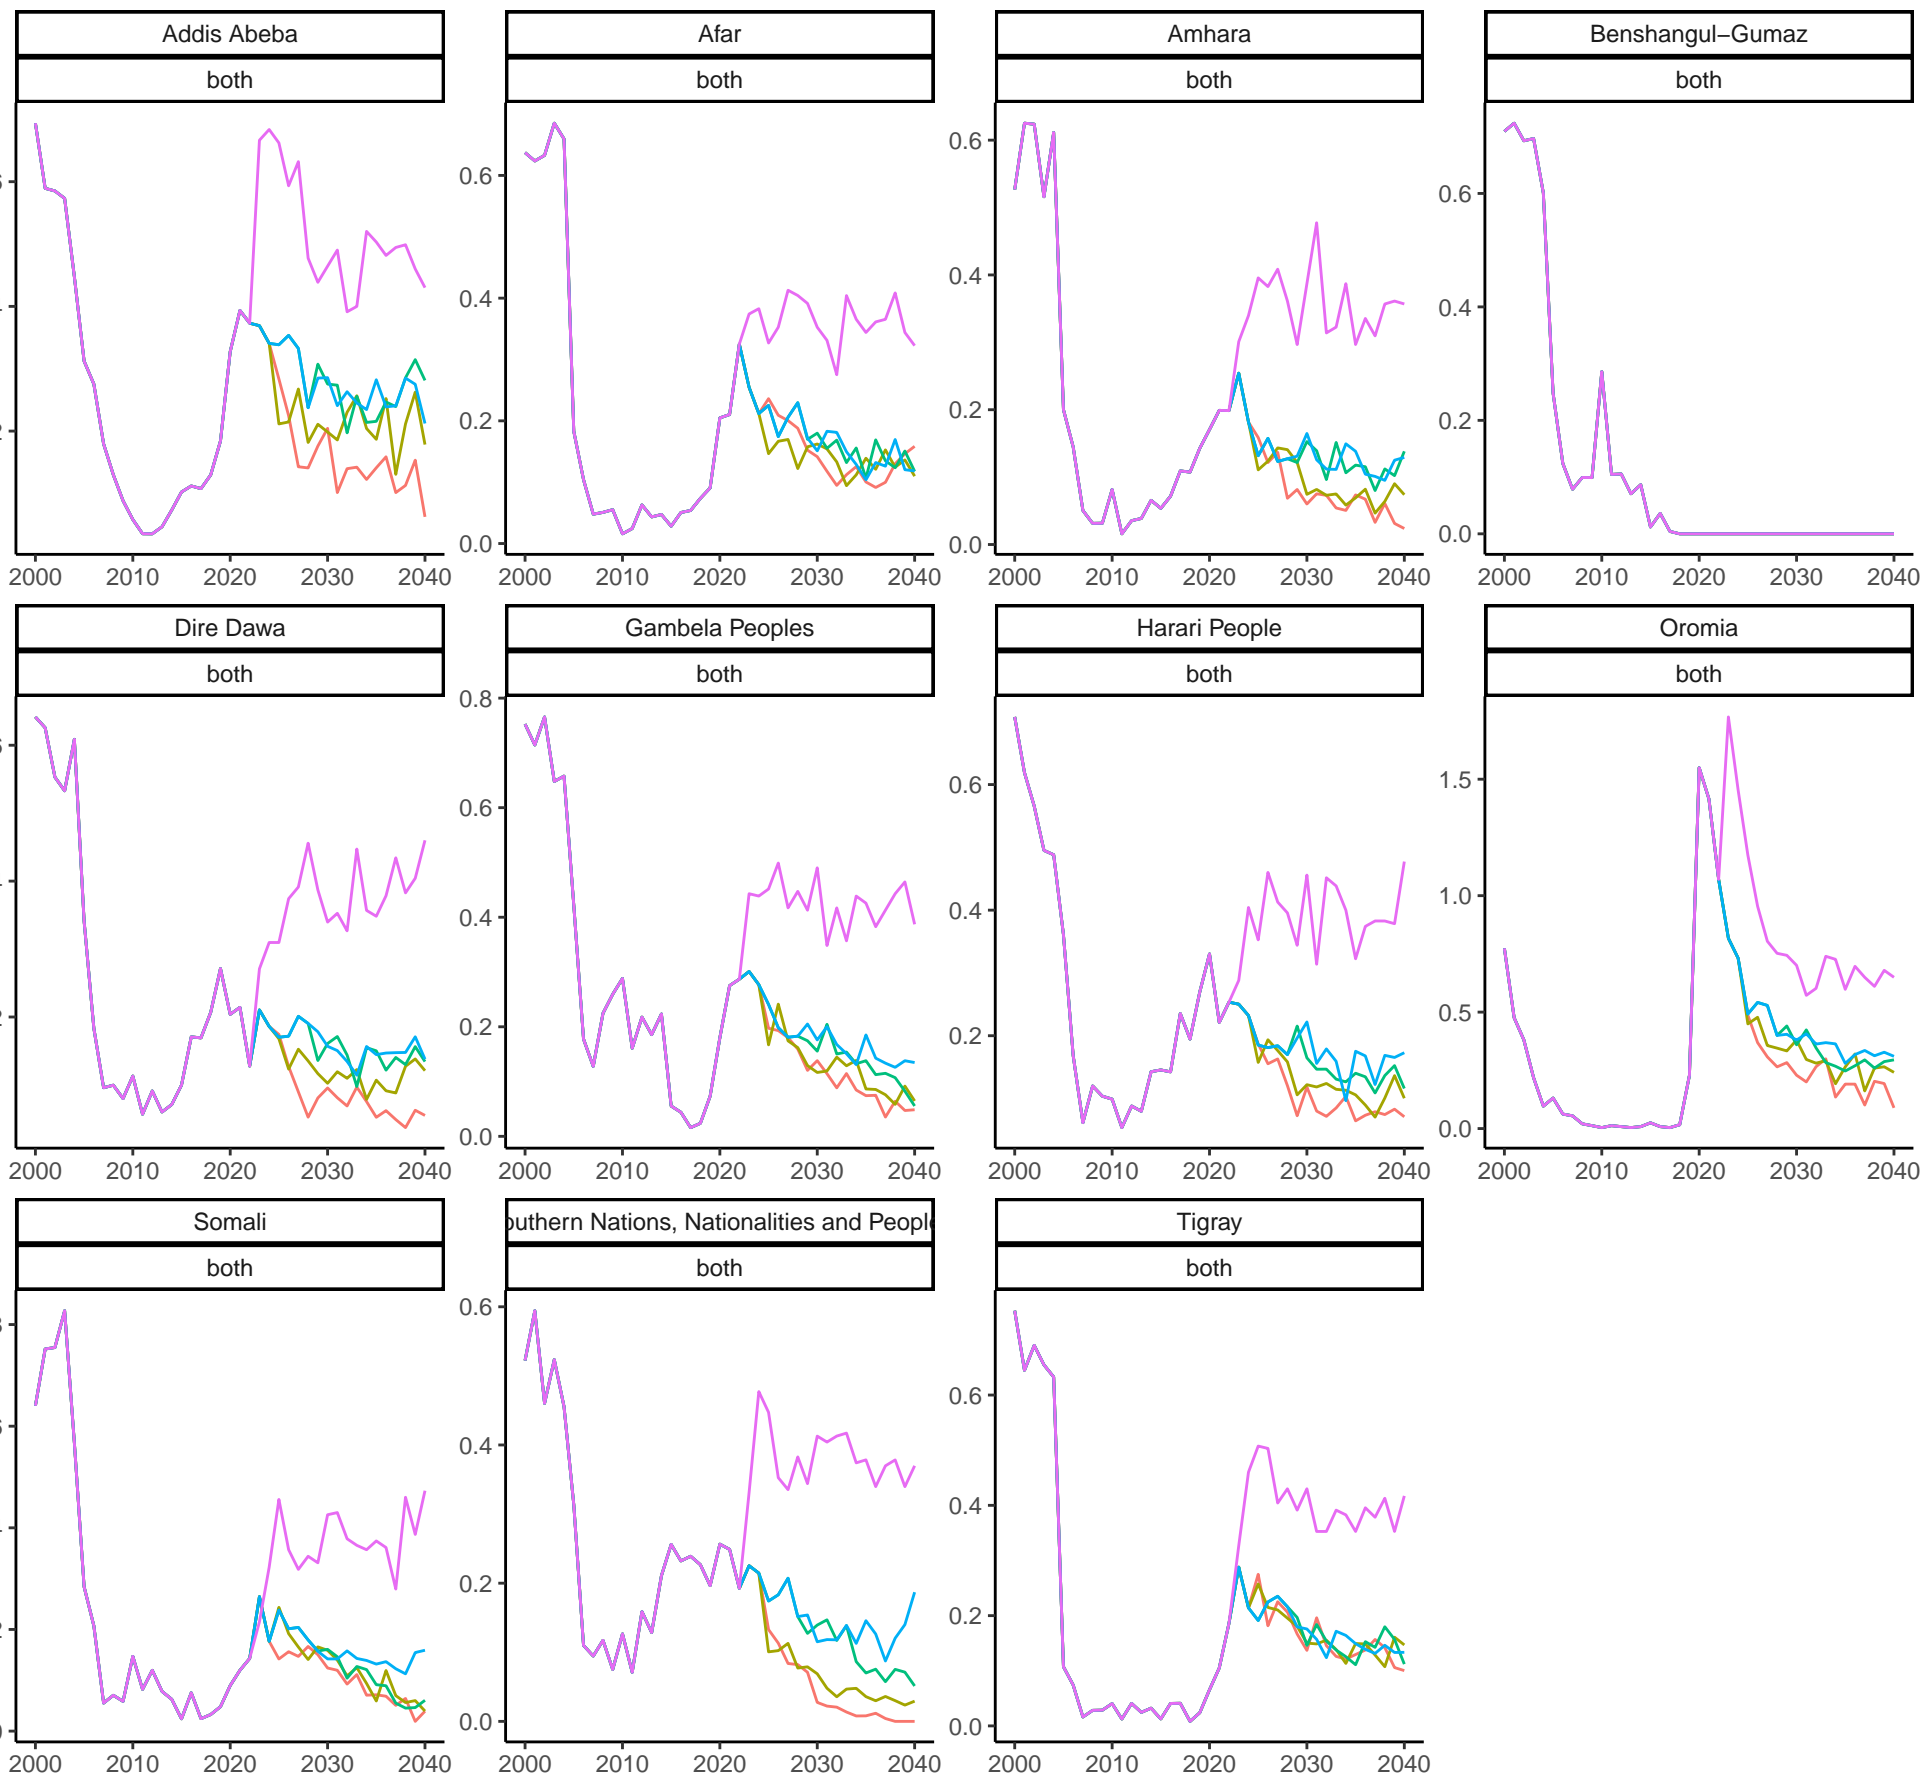 Addis Abeba Afar Amhara Benshangul−Gumaz
both both both both
0.6 0.6 0.6
0.4 0.4 0.4
0.2 0.2 0.2
0.0 0.0 0.0
2000 2010 2020 2030 2040 2000 2010 2020 2030 2040 2000 2010 2020 2030 2040 2000 2010 2020 2030 2040
Dire Dawa Gambela Peoples Harari People Oromia
both both both both
0.8
0.6 0.6 1.5
0.4 0.4 1.0
0.2 0.2 0.5
0.0 0.0
2000 2010 2020 2030 2040 2000 2010 2020 2030 2040 2000 2010 2020 2030 2040 2000 2010 2020 2030 2040
Somali outhern Nations, Nationalities and People Tigray
both both both
0.6 0.6
0.4 0.4
0.2 0.2
0.0 0.0
2000 2010 2020 2030 2040 2000 2010 2020 2030 2040 2000 2010 2020 2030 2040